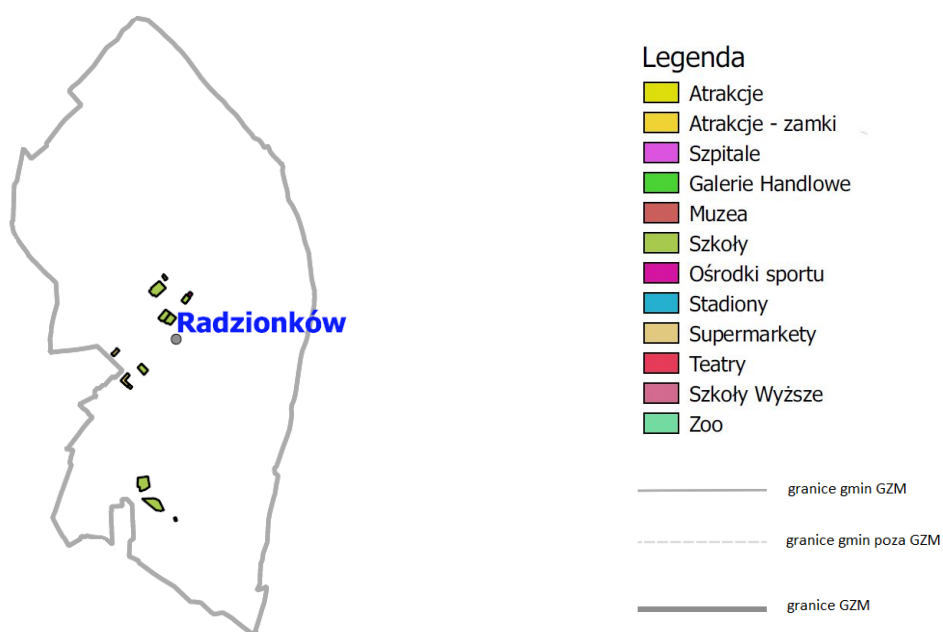 Radzionków
Legenda
Atrakcje
Atrakcje - zamki
Szpitale
Galerie Handlowe
Muzea
Szkoły
Ośrodki sportu
Stadiony
Supermarkety
Teatry
Szkoły Wyższe
Zoo
granice gmin GZM
granice gmin poza GZM
granice GZM